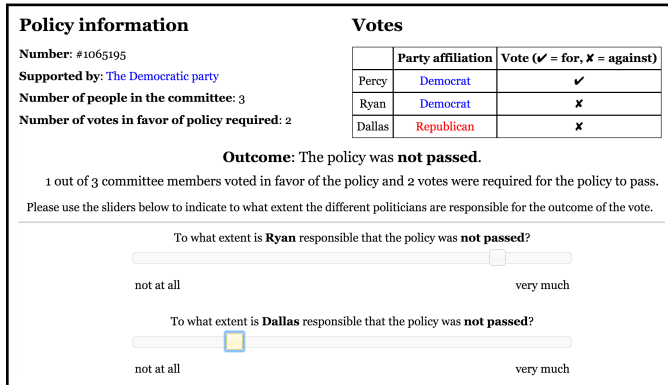 Policy information
Number: #1065195
Supported by: The Democratic party
Number of people in the committee: 3
Number of votes in favor of policy required: 2
Votes
Party affiliation Vote (✔ = for, ✘ = against)
Percy Democrat ✔
Ryan Democrat ✘
Dallas Republican ✘
Outcome: The policy was not passed.
1 out of 3 committee members voted in favor of the policy and 2 votes were required for the policy to pass.
Please use the sliders below to indicate to what extent the different politicians are responsible for the outcome of the vote.
To what extent is Ryan responsible that the policy was not passed?
not at all very much
To what extent is Dallas responsible that the policy was not passed?
not at all very much